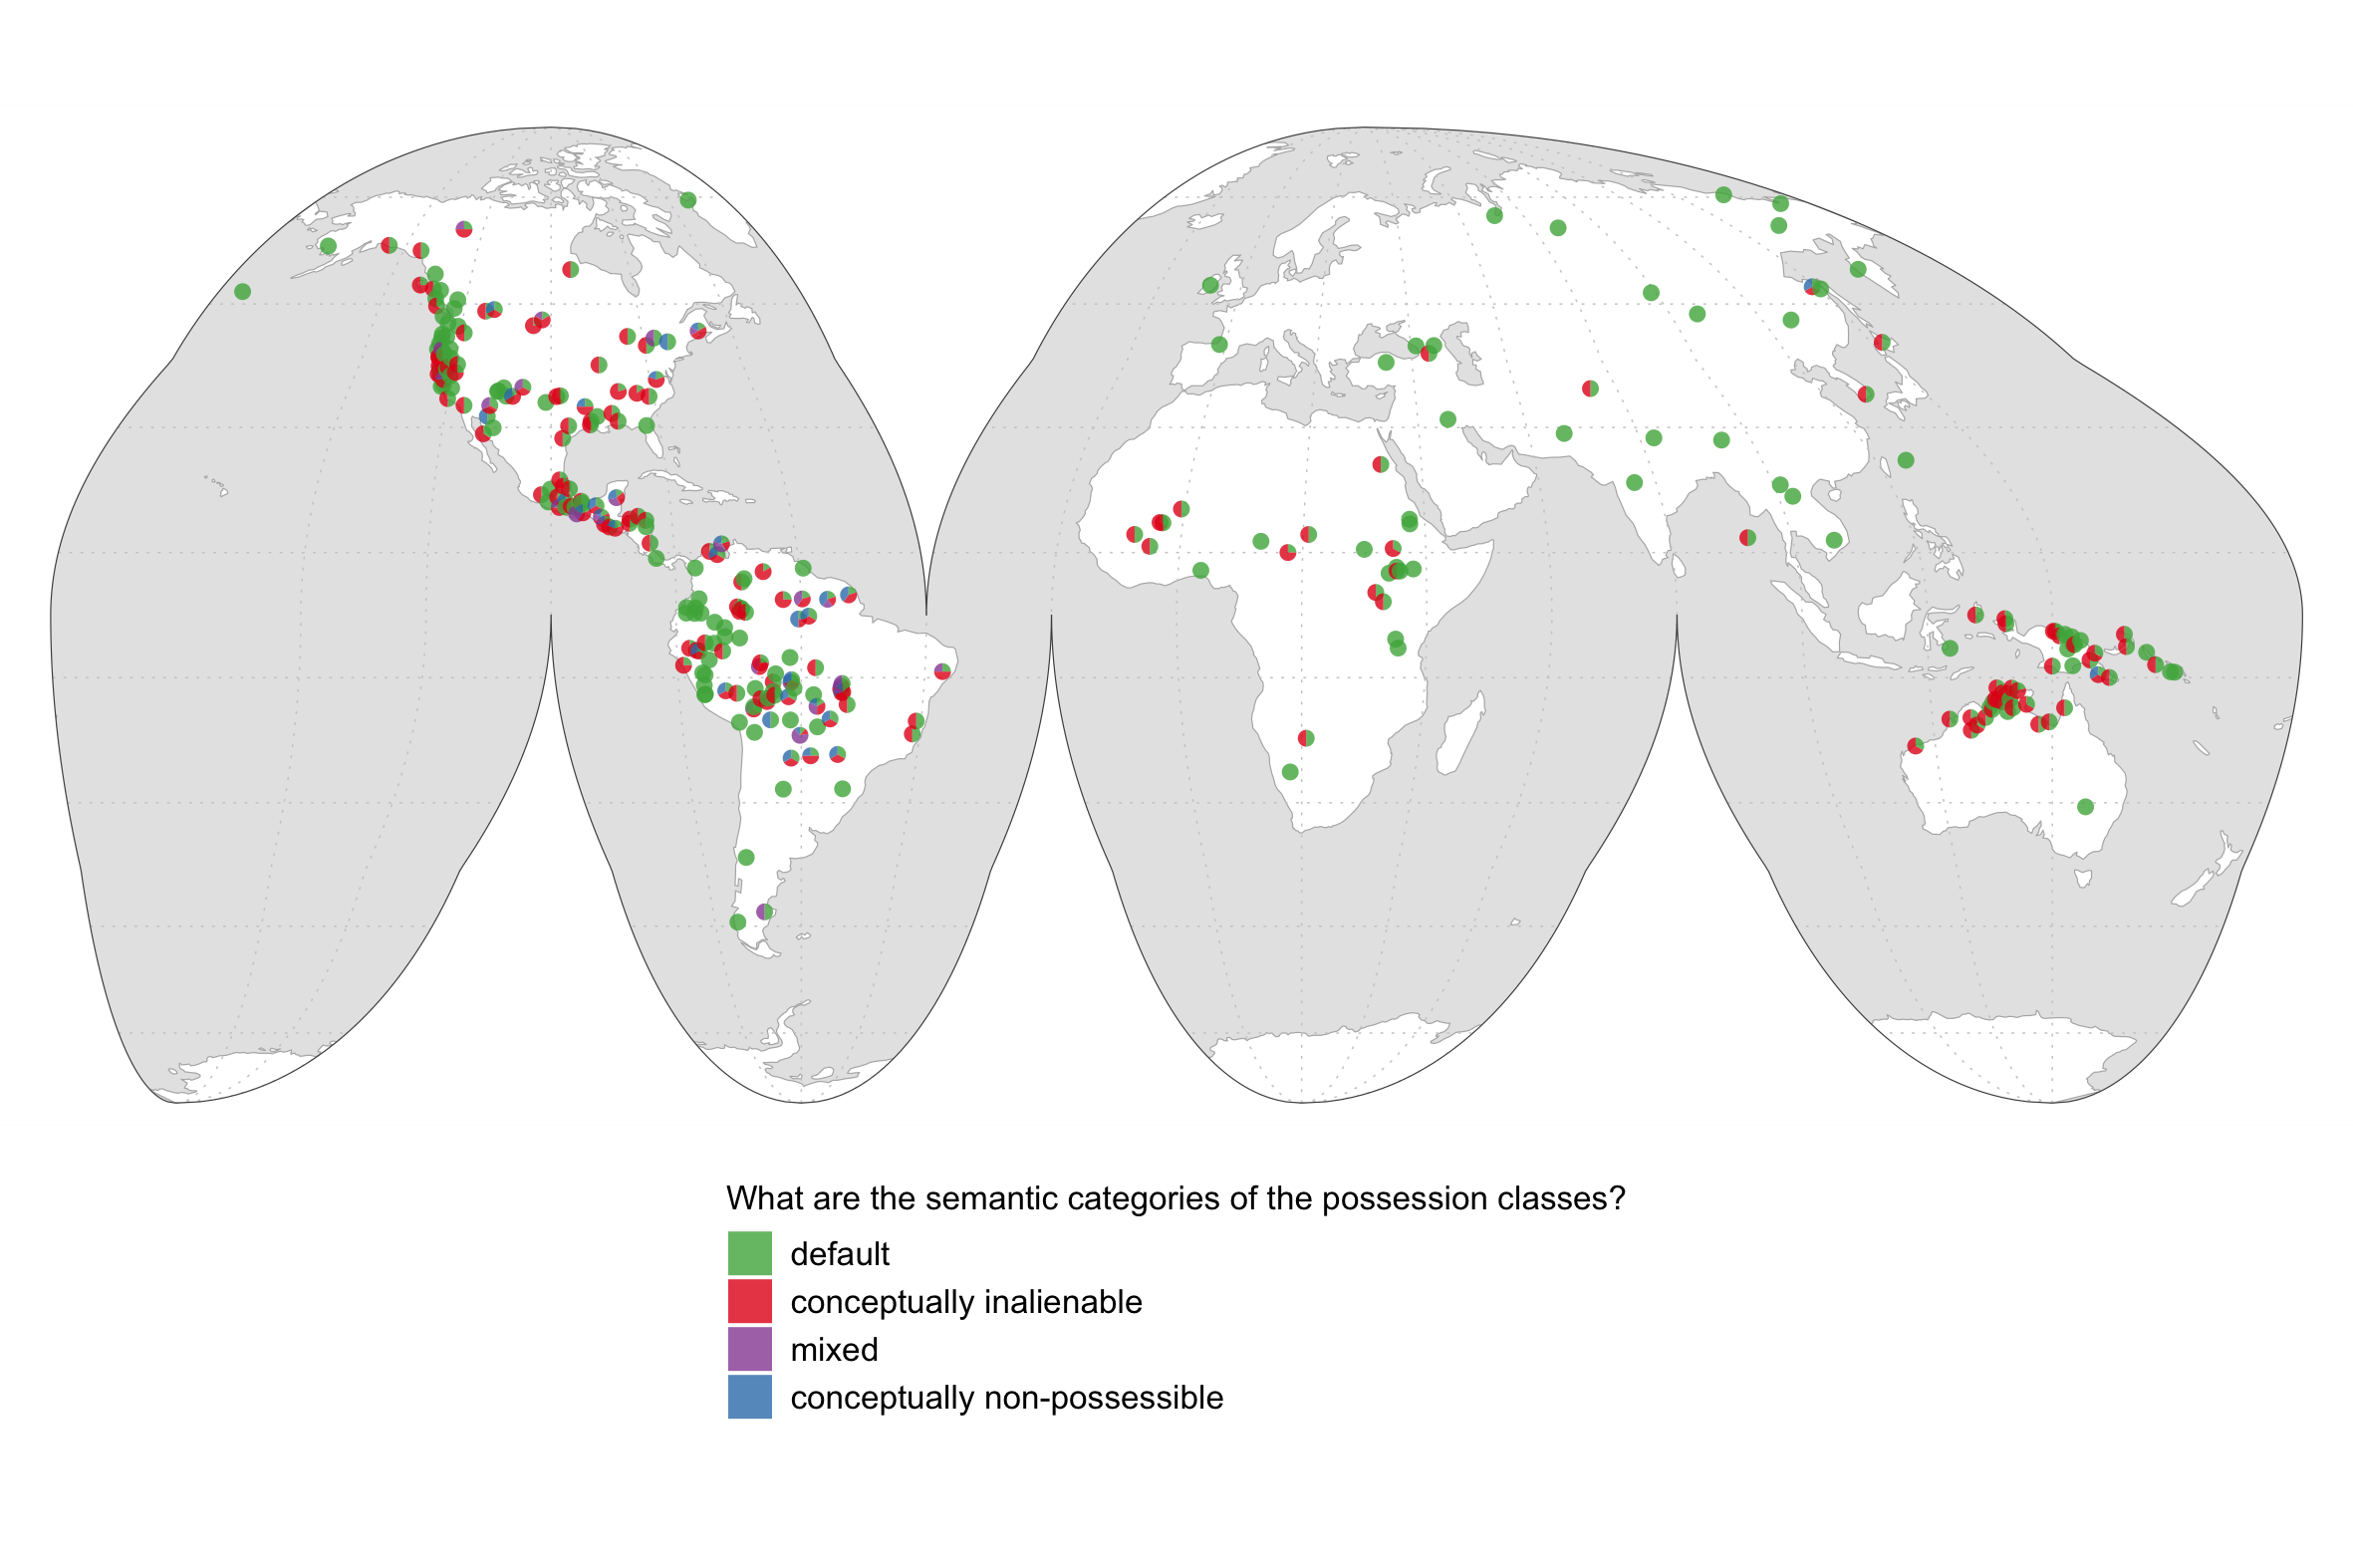 What are the semantic categories of the possession classes?
default
conceptually inalienable
mixed
conceptually non-possessible